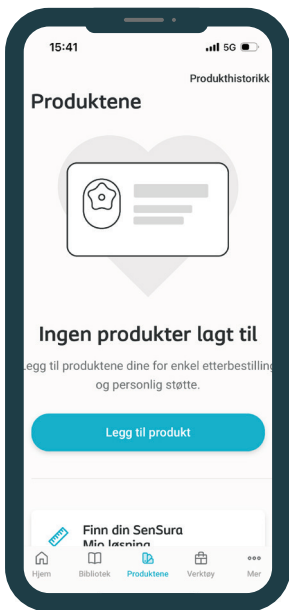 15:41
5G
Produkthistorikk
Produktene
Ingen produkter lagt til
egg til produktene dine for enkel etterbestilling
og personlig støtte.
Legg til produkt
Finn din SenSura
Mio løsning
Hjem Bibliotek Produktene Verktøy Mer